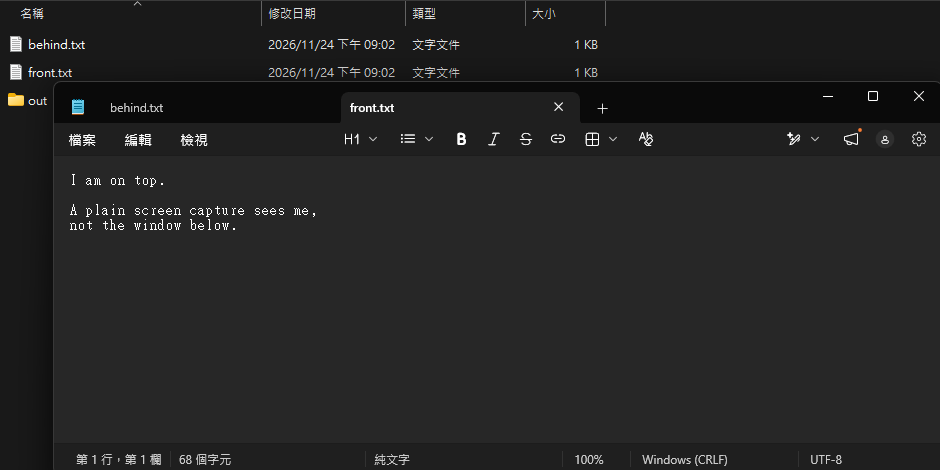 名稱 修改日期 類型 大小
behind.txt 2026/11/24 下午 09:02 文字文件 1 KB
front.txt 2026/11/24 下午 09:02 文字文件 1 KB
out
behind.txt front.txt
檔案 編輯 檢視 H1
I am on top.
A plain screen capture sees me,
not the window below.
第 1 行，第 1 欄 68 個字元 純文字 100% Windows (CRLF) UTF-8